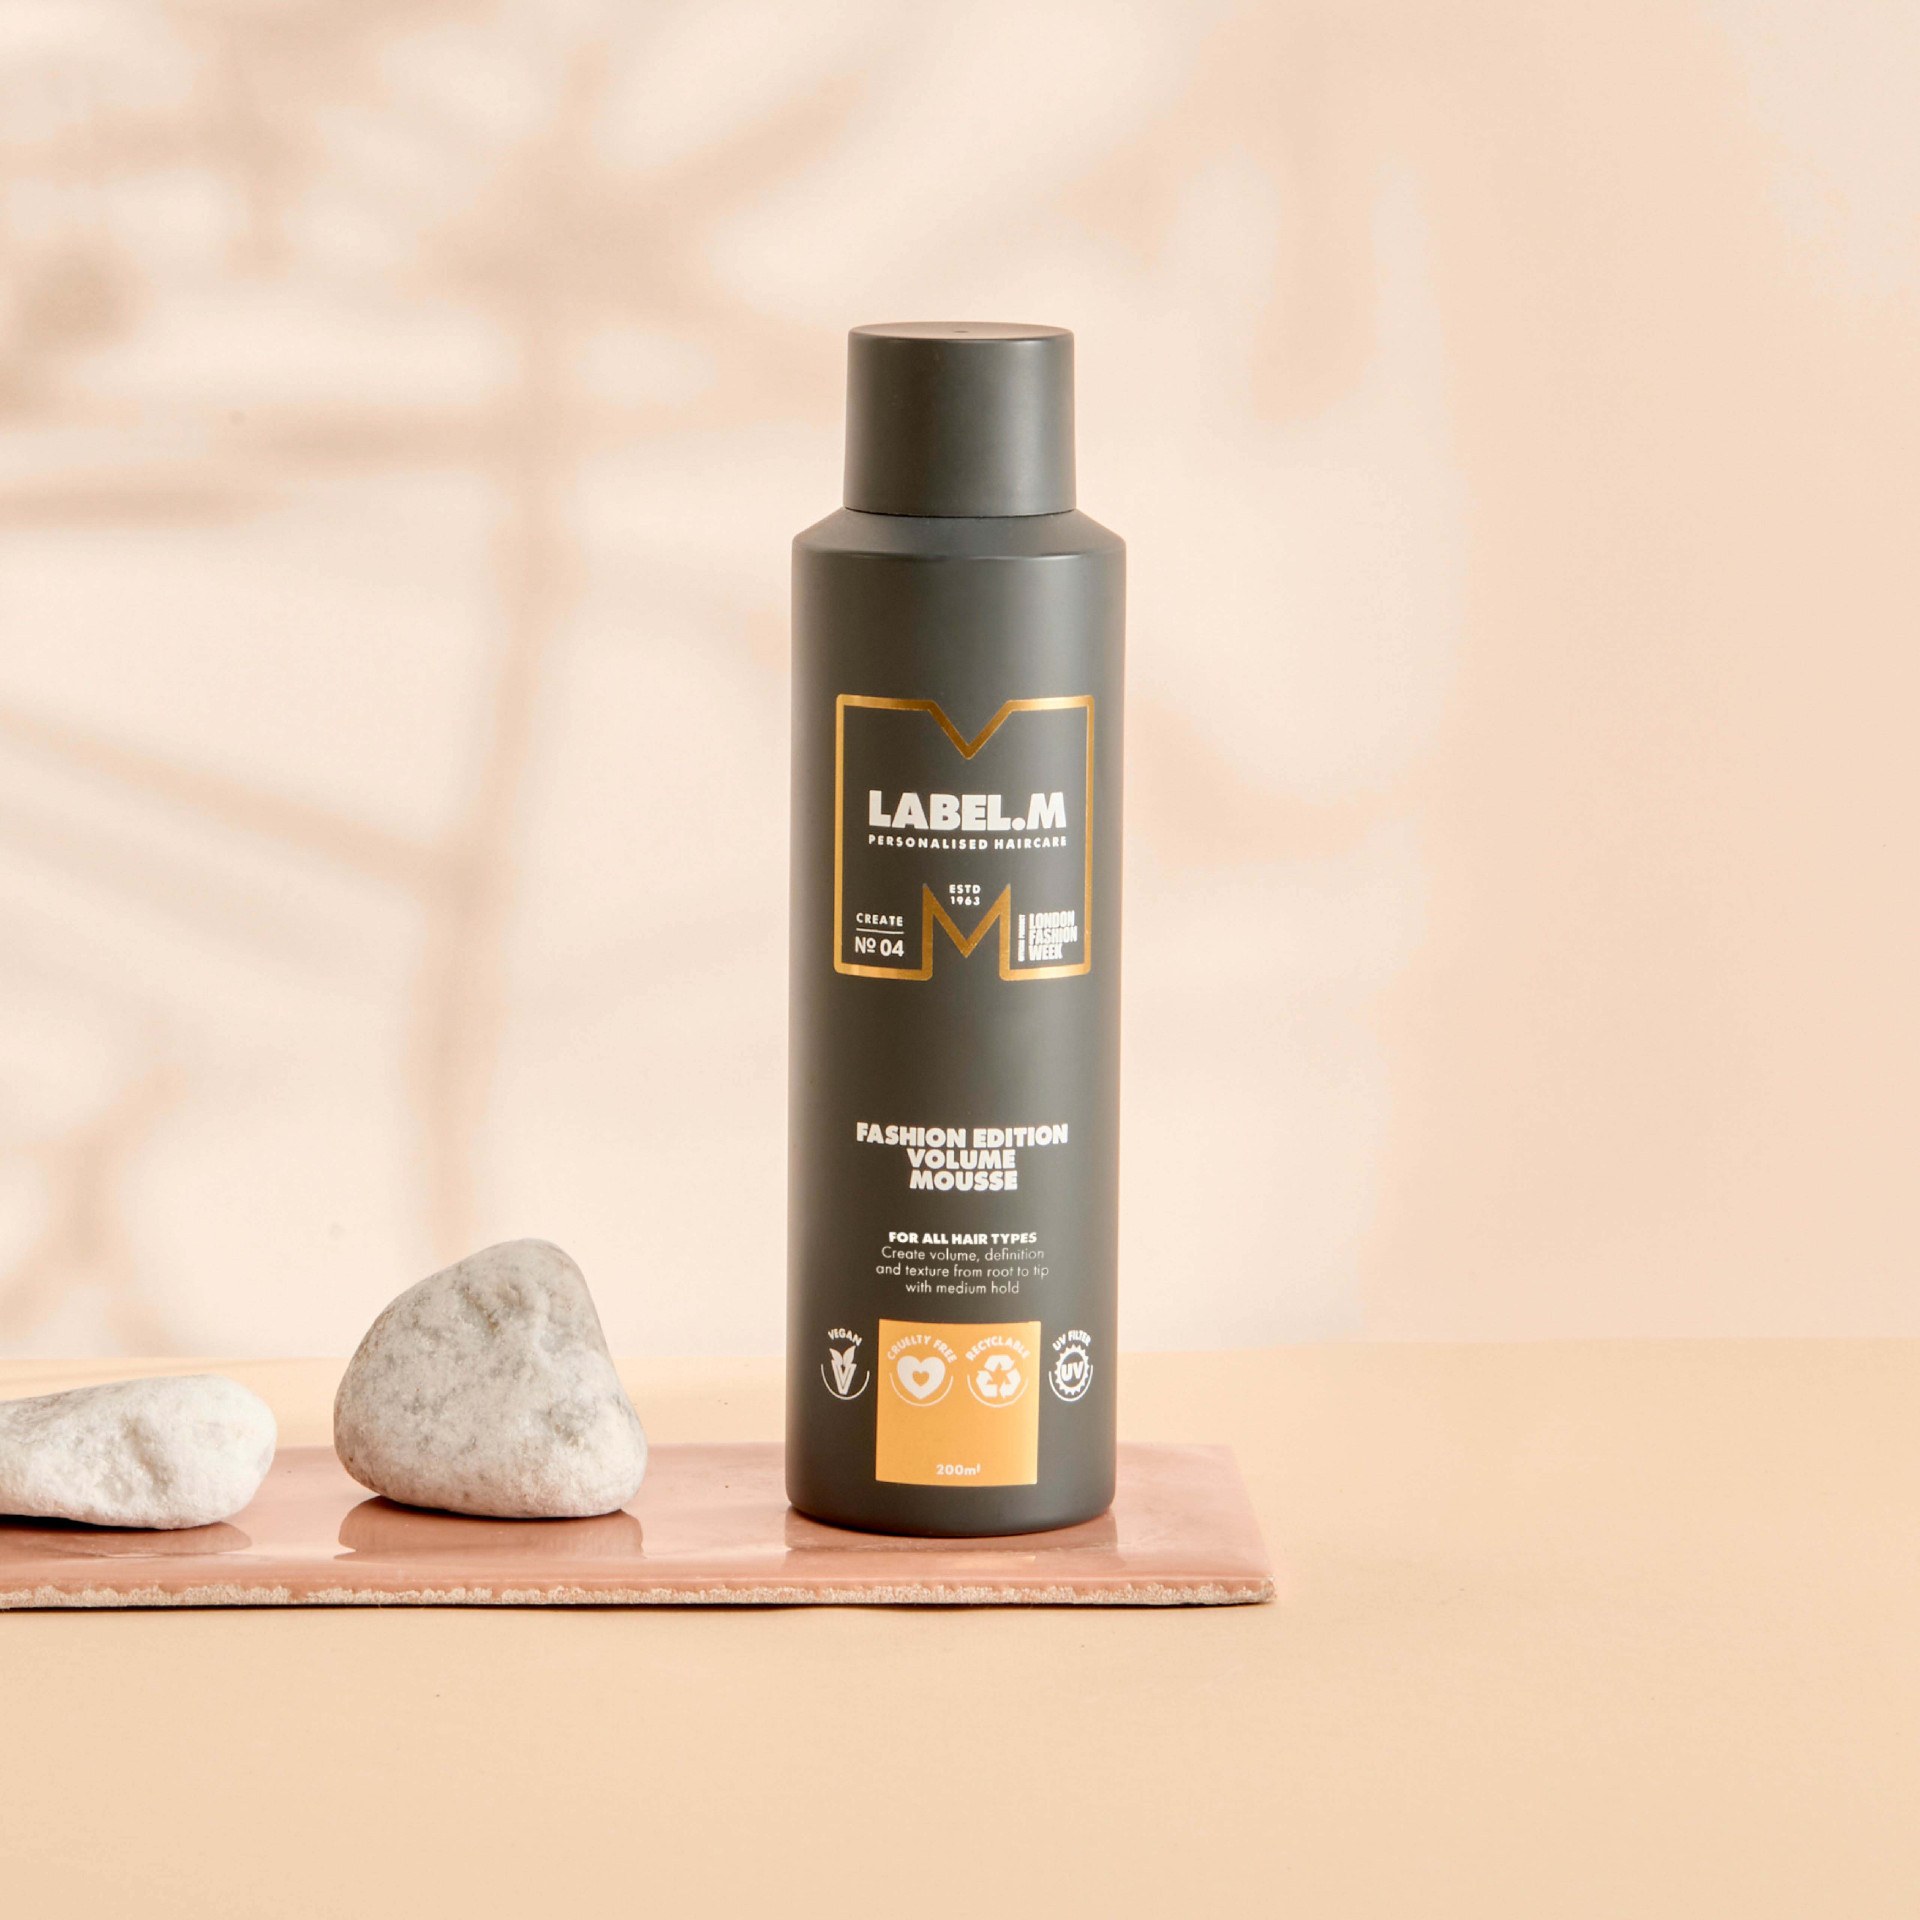 LABEL.M
PERSONALISED HAIRCARE
ESTD
1963
CREATE
Nº 04
LONDON
FASHION
WEEK
FASHION EDITION
VOLUME
MOUSSE
FOR ALL HAIR TYPES
Create volume, definition
and texture from root to tip
with medium hold
VEGAN
CRUELTY FREE
RECYCLABLE
UV FILTER
UV
200ml